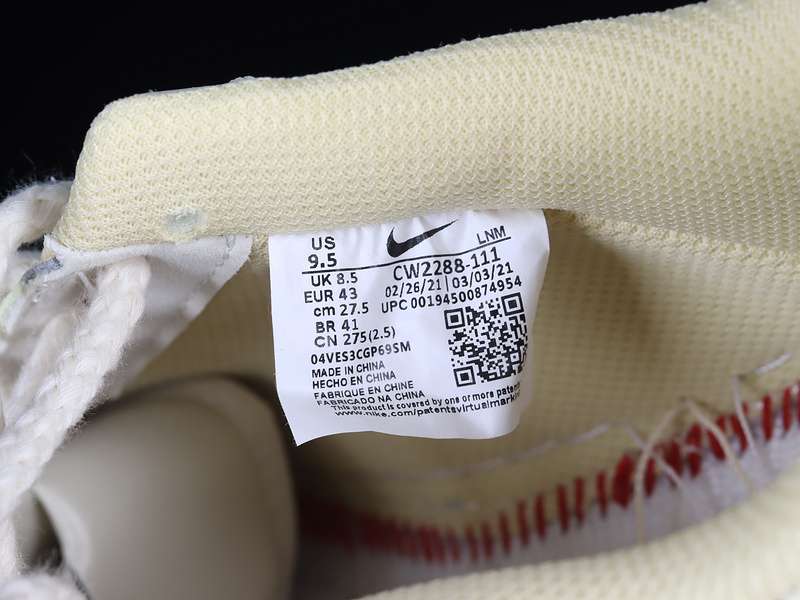 US LNM
9.5
UK 8.5 CW2288-111
EUR 43 02/26/21 | 03/03/21
cm 27.5 UPC 00194500874954
BR 41
CN 275(2.5)
04VES3CGP69SM
MADE IN CHINA
HECHO EN CHINA
FABRIQUE EN CHINE
FABRICADO NA CHINA
This product is covered by one or more patents
www.nike.com/patentsvirtualmarking